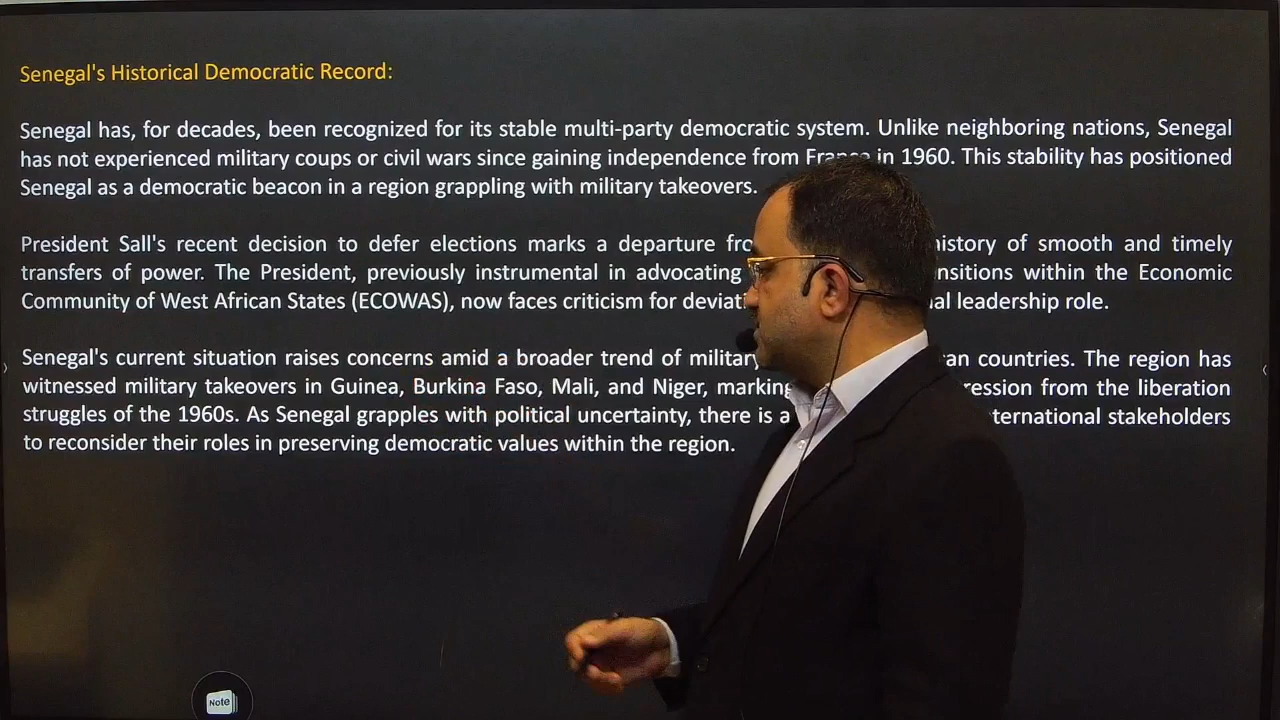 Senegal's Historical Democratic Record:
Senegal has, for decades, been recognized for its stable multi-party democratic system. Unlike neighboring nations, Senegal
has not experienced military coups or civil wars since gaining independence from France in 1960. This stability has positioned
Senegal as a democratic beacon in a region grappling with military takeovers.
President Sall's recent decision to defer elections marks a departure history of smooth and timely
transfers of power. The President, previously instrumental in advocating within the Economic
Community of West African States (ECOWAS), now faces criticism for leadership role.
Senegal's current situation raises concerns amid a broader trend of military countries. The region has
witnessed military takeovers in Guinea, Burkina Faso, Mali, and Niger, from the liberation
struggles of the 1960s. As Senegal grapples with political uncertainty, there is a stakeholders
to reconsider their roles in preserving democratic values within the region.
Note